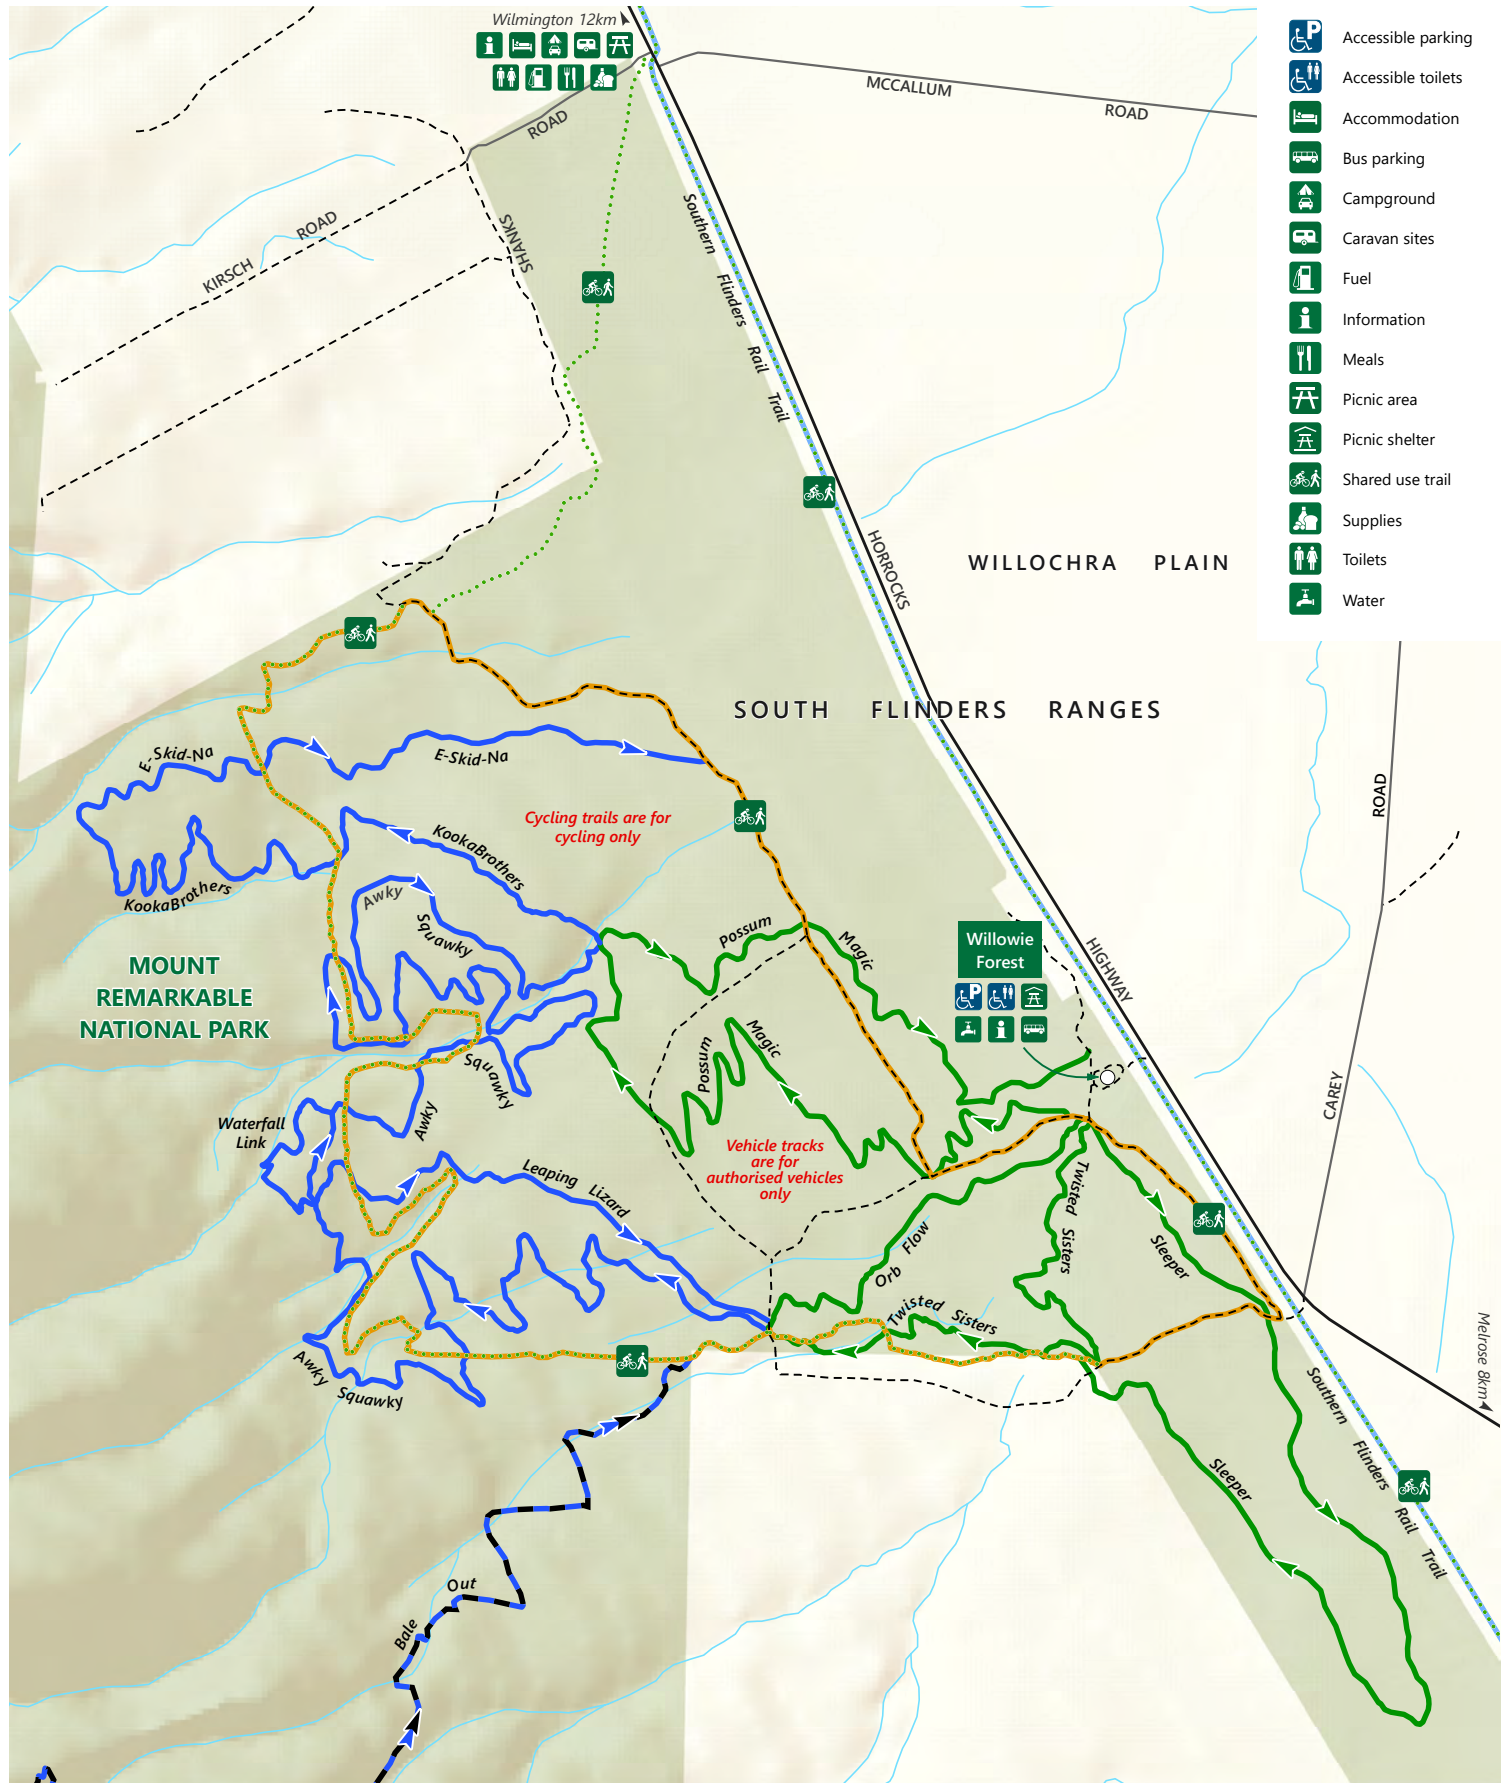 Wilmington 12km
MCCALLUM
ROAD
ROAD
KIRSCH
ROAD
SHANKS
Southern
Flinders
Rail
Trail
HORROCKS
HIGHWAY
WILLOCHRA PLAIN
SOUTH FLINDERS RANGES
Accessible parking
Accessible toilets
Accommodation
Bus parking
Campground
Caravan sites
Fuel
Information
Meals
Picnic area
Picnic shelter
Shared use trail
Supplies
Toilets
Water
E-Skid-Na
E-Skid-Na
Cycling trails are for
cycling only
KookaBrothers
KookaBrothers
Awky
Squawky
Possum
Magic
Willowie
Forest
MOUNT
REMARKABLE
NATIONAL PARK
Squawky
Awky
Possum
Magic
Waterfall
Link
Leaping Lizard
Vehicle tracks
are for
authorised vehicles
only
Orb Flow
Twisted Sisters
Sleeper
Twisted Sisters
Awky
Squawky
ROAD
CAREY
Melrose 8km
Southern
Flinders
Rail
Trail
Sleeper
Out
Bale